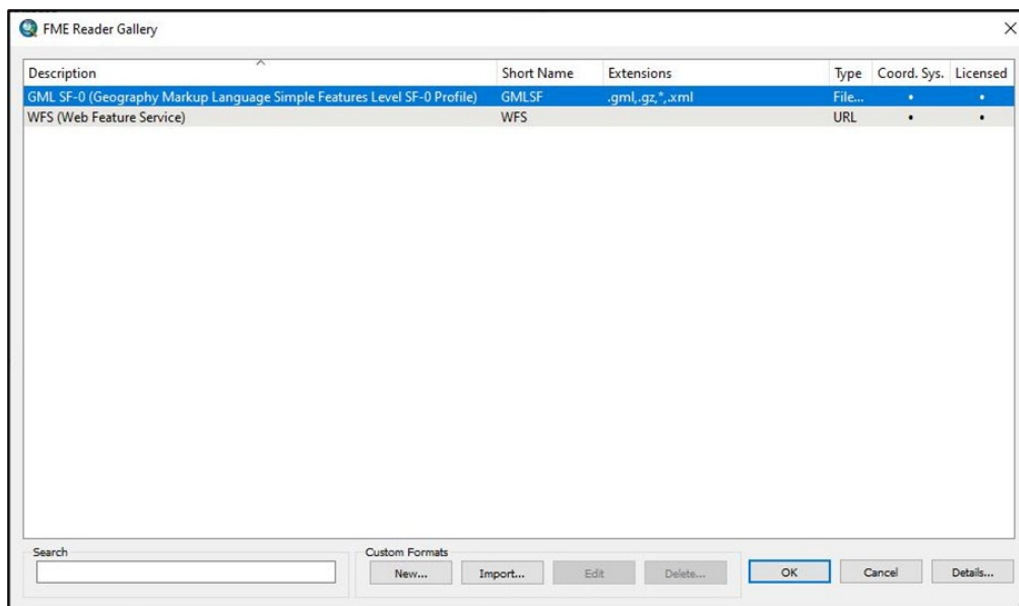 FME Reader Gallery
Description Short Name Extensions Type Coord. Sys. Licensed
GML SF-0 (Geography Markup Language Simple Features Level SF-0 Profile) GMLSF .gml,.gz,*,.xml File... • •
WFS (Web Feature Service) WFS URL • •
Search Custom Formats
New... Import... Edit Delete... OK Cancel Details...